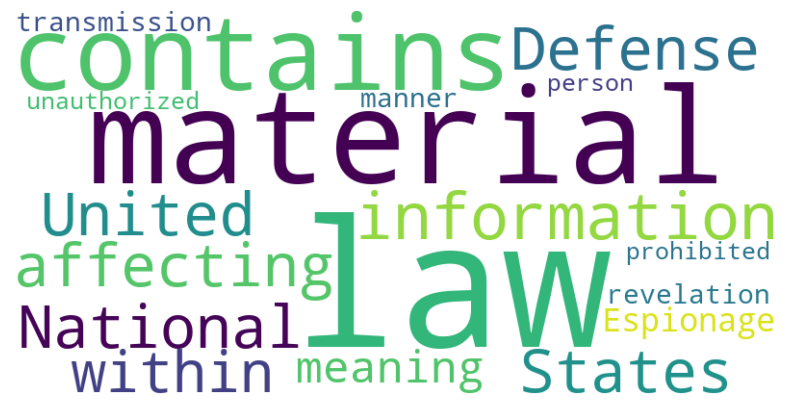 transmission
contains
Defense
person
unauthorized
manner
material
United
information
affecting
law
prohibited
revelation
National
Espionage
within
meaning
States